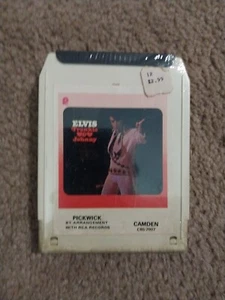 ELVIS
Frankie
and
Johnny
PICKWICK
BY ARRANGEMENT
WITH RCA RECORDS
CAMDEN